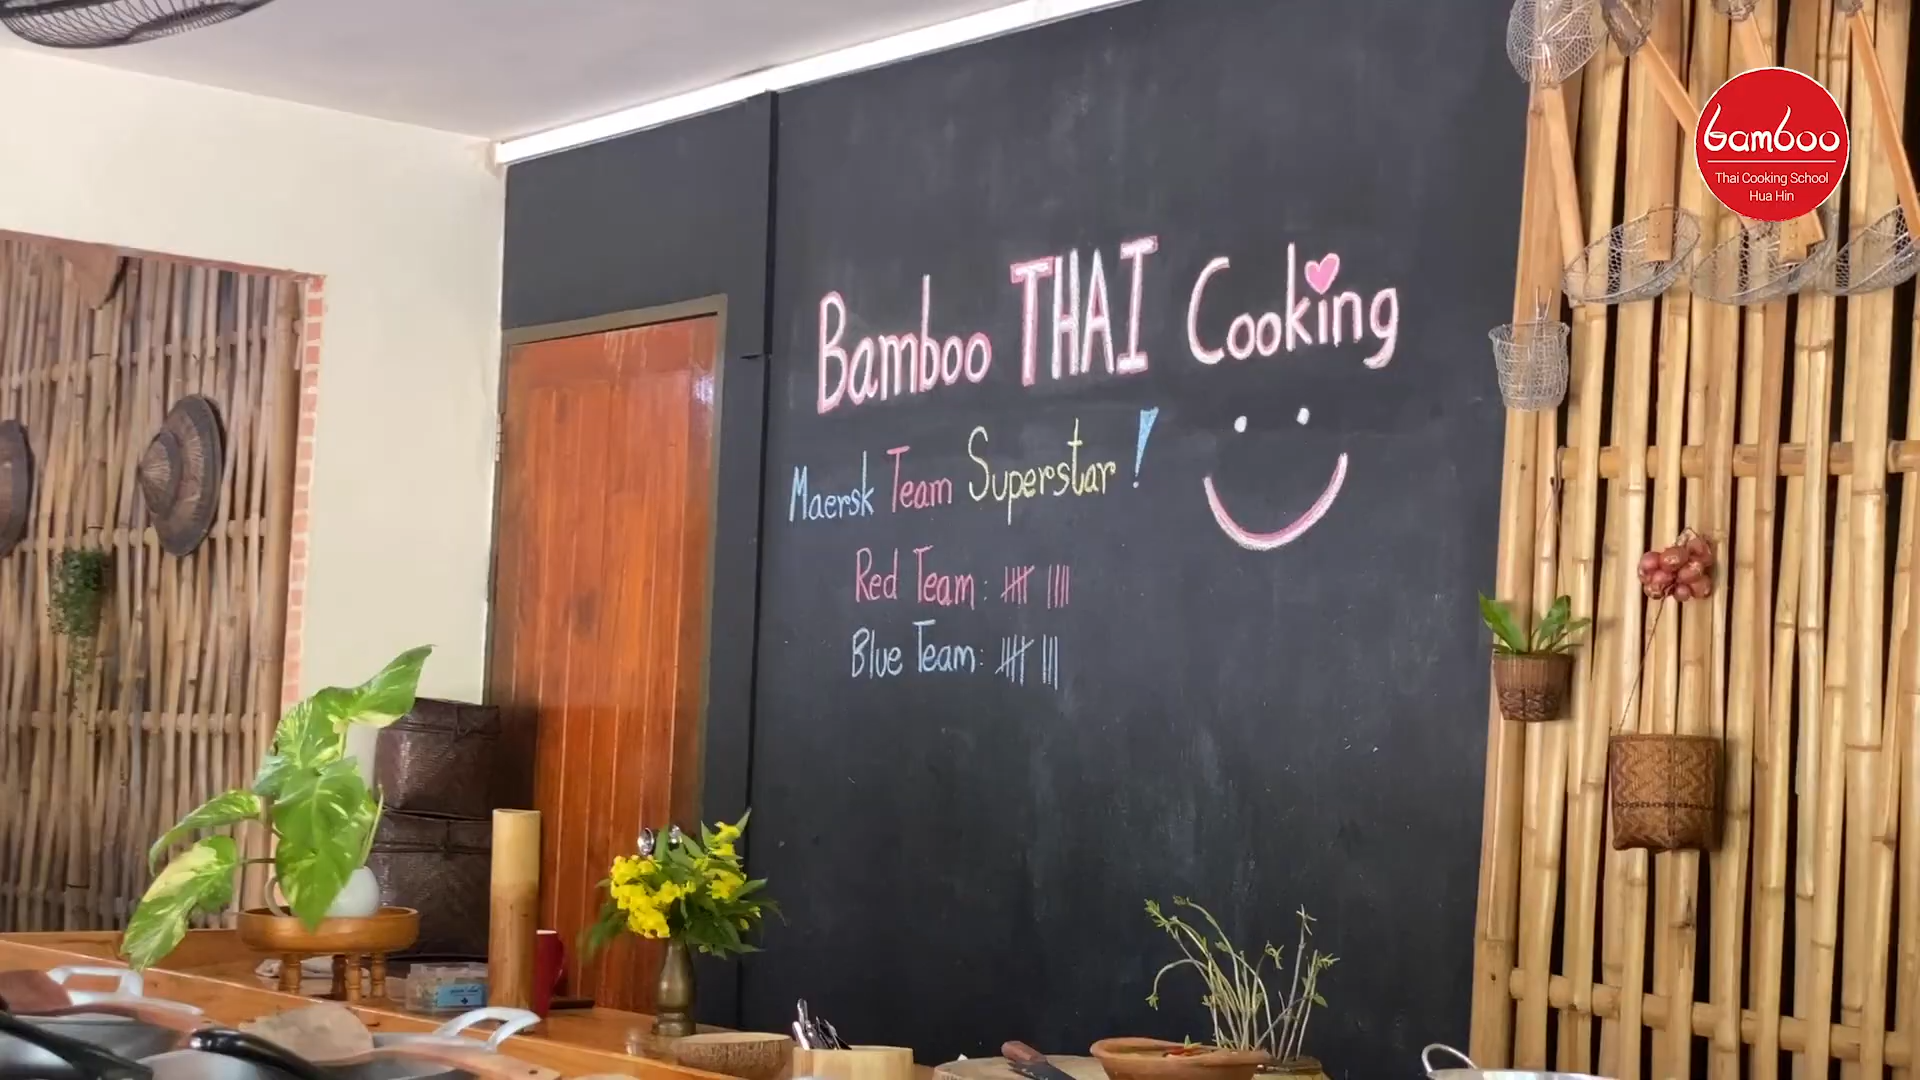 bamboo
Thai Cooking School
Hua Hin
Bamboo THAI Cooking
Maersk Team Superstar!
Red Team:
Blue Team: